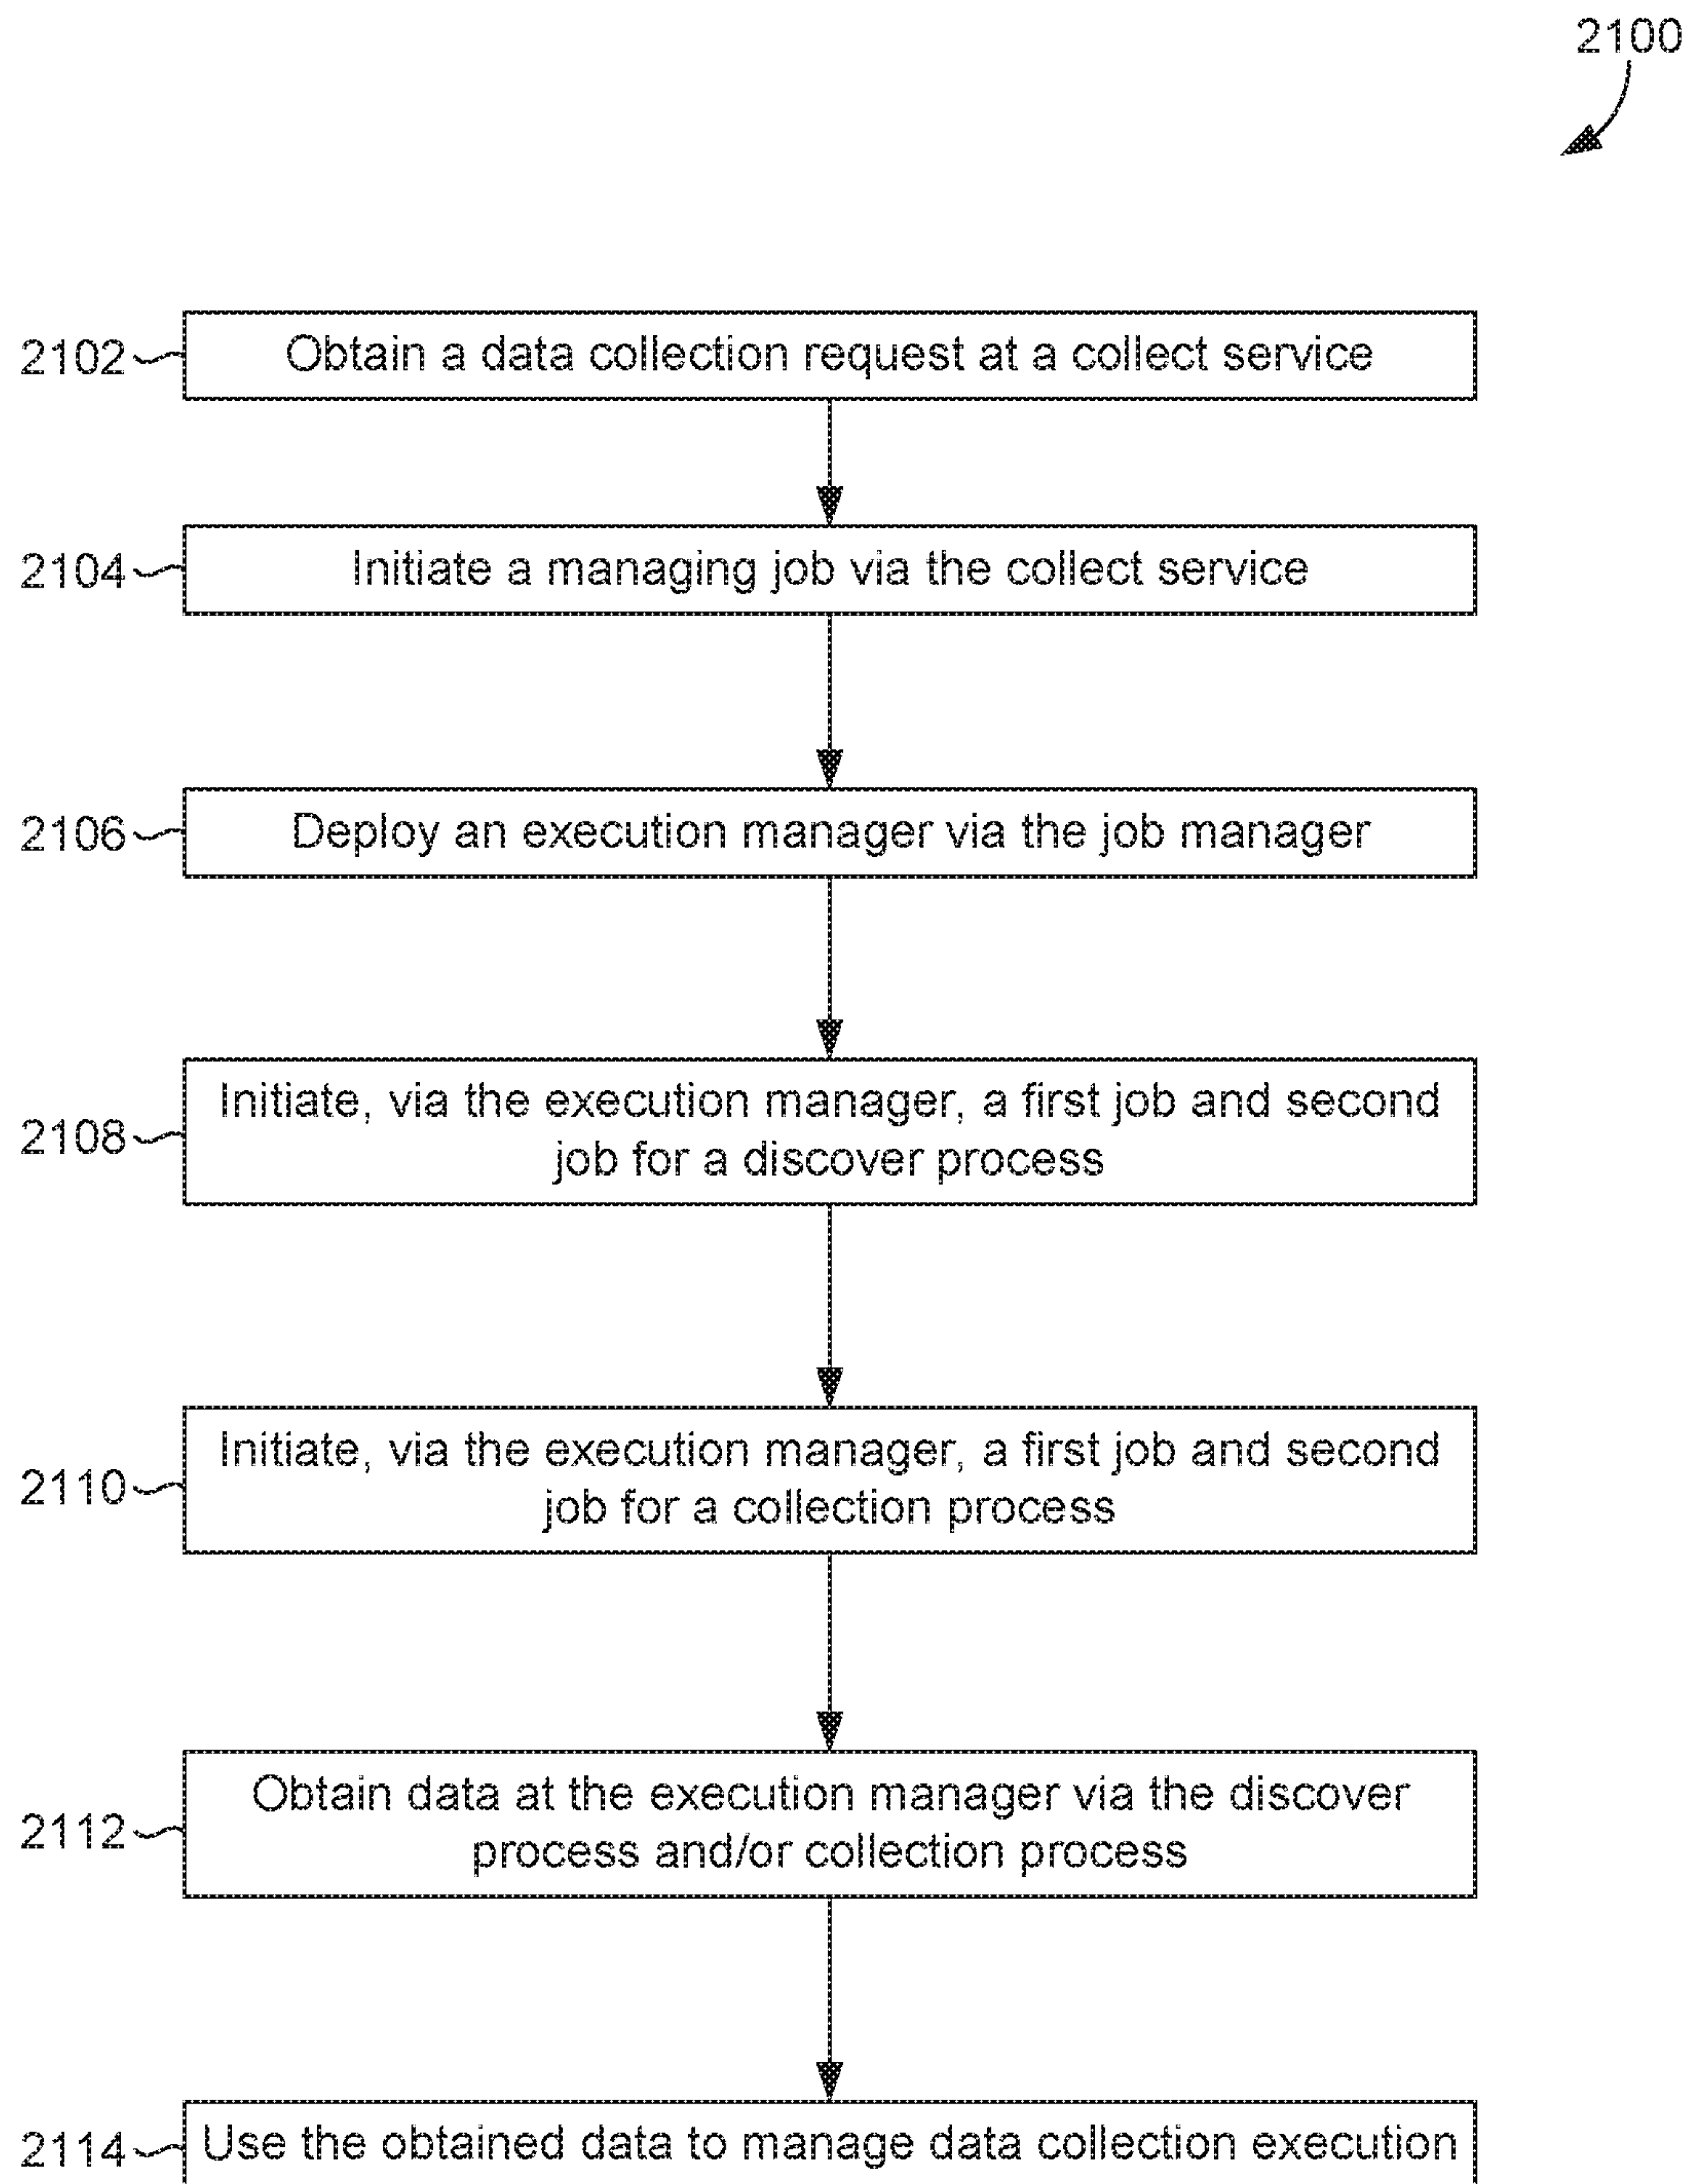 2100
2102
Obtain a data collection request at a collect service
2104
Initiate a managing job via the collect service
2106
Deploy an execution manager via the job manager
2108
Initiate, via the execution manager, a first job and second
job for a discover process
2110
Initiate, via the execution manager, a first job and second
job for a collection process
2112
Obtain data at the execution manager via the discover
process and/or collection process
2114
Use the obtained data to manage data collection execution